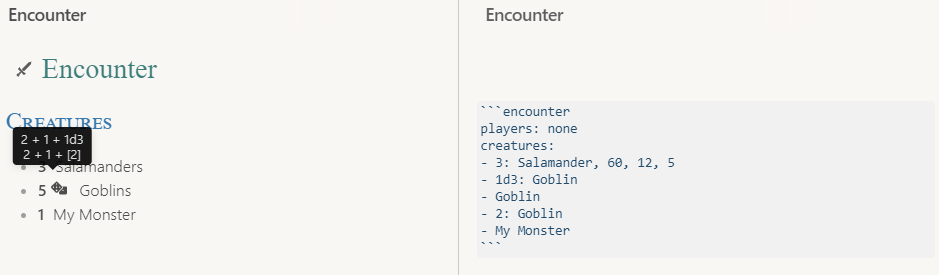 Encounter
Encounter
CREATURES
2 + 1 + 1d3
2 + 1 + [2]
3 Salamanders
5 Goblins
1 My Monster
Encounter
```encounter
players: none
creatures:
- 3: Salamander, 60, 12, 5
- 1d3: Goblin
- Goblin
- 2: Goblin
- My Monster
```